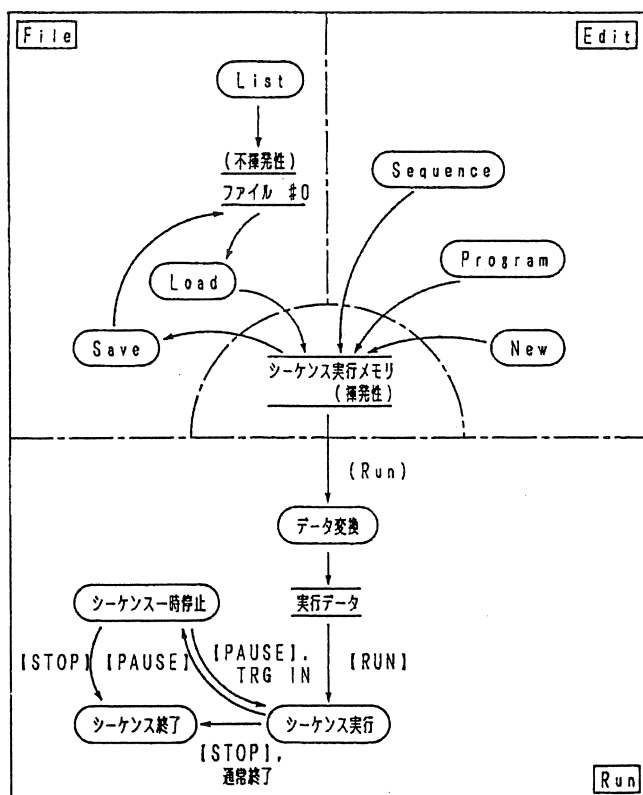 File
Edit
List
(不揮発性)
ファイル #0
Sequence
Load
Program
Save
New
シーケンス実行メモリ
(揮発性)
(Run)
データ変換
シーケンス一時停止
実行データ
[STOP]
[PAUSE]
[PAUSE],
TRG IN
[RUN]
シーケンス終了
シーケンス実行
[STOP],
通常終了
Run